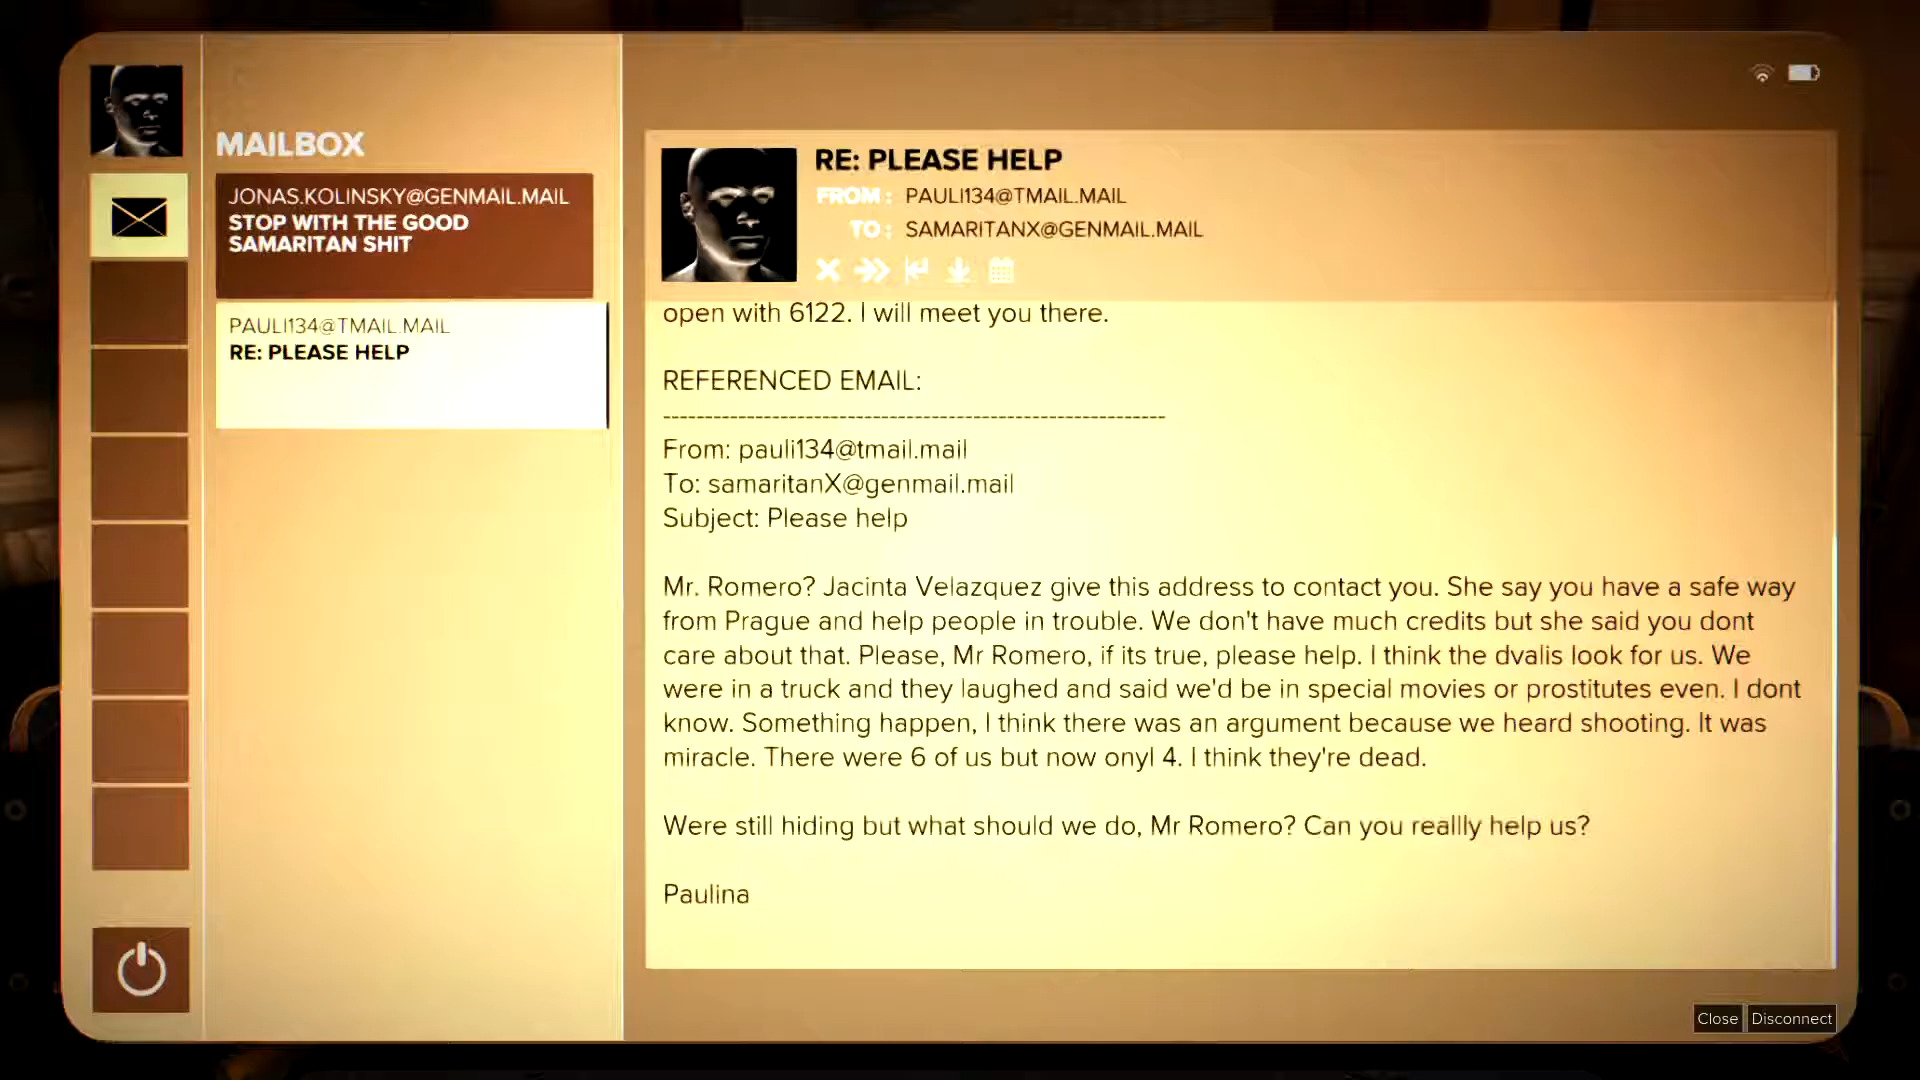 MAILBOX
JONAS.KOLINSKY@GENMAIL.MAIL
STOP WITH THE GOOD
SAMARITAN SHIT
PAULI134@TMAIL.MAIL
RE: PLEASE HELP
RE: PLEASE HELP
FROM: PAULI134@TMAIL.MAIL
TO: SAMARITANX@GENMAIL.MAIL
open with 6122. I will meet you there.
REFERENCED EMAIL:
------------------------------------------------------------
From: pauli134@tmail.mail
To: samaritanX@genmail.mail
Subject: Please help
Mr. Romero? Jacinta Velazquez give this address to contact you. She say you have a safe way
from Prague and help people in trouble. We don't have much credits but she said you dont
care about that. Please, Mr Romero, if its true, please help. I think the dvalis look for us. We
were in a truck and they laughed and said we'd be in special movies or prostitutes even. I dont
know. Something happen, I think there was an argument because we heard shooting. It was
miracle. There were 6 of us but now onyl 4. I think they're dead.
Were still hiding but what should we do, Mr Romero? Can you reallly help us?
Paulina
Close Disconnect